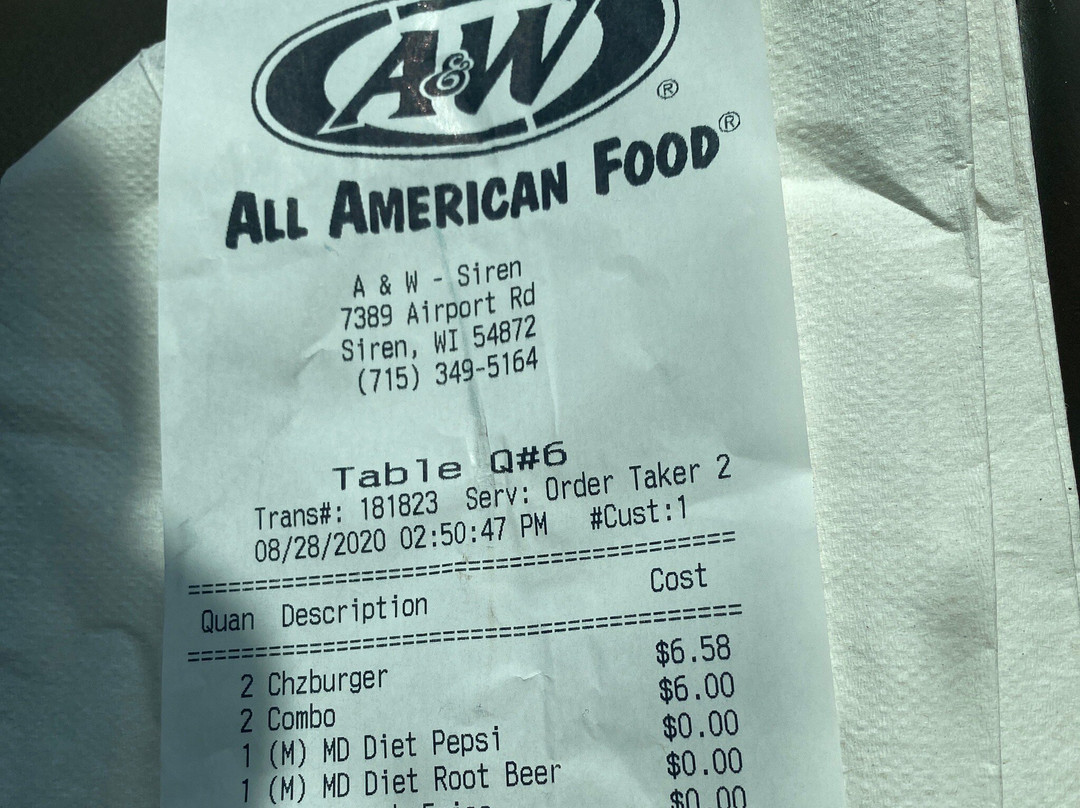 A&W®
ALL AMERICAN FOOD®
A & W - Siren
7389 Airport Rd
Siren, WI 54872
(715) 349-5164
Table Q#6
Trans#: 181823 Serv: Order Taker 2
08/28/2020 02:50:47 PM #Cust:1
==========================================
Quan Description Cost
==========================================
2 Chzburger $6.58
2 Combo $6.00
1 (M) MD Diet Pepsi $0.00
1 (M) MD Diet Root Beer $0.00
$0.00